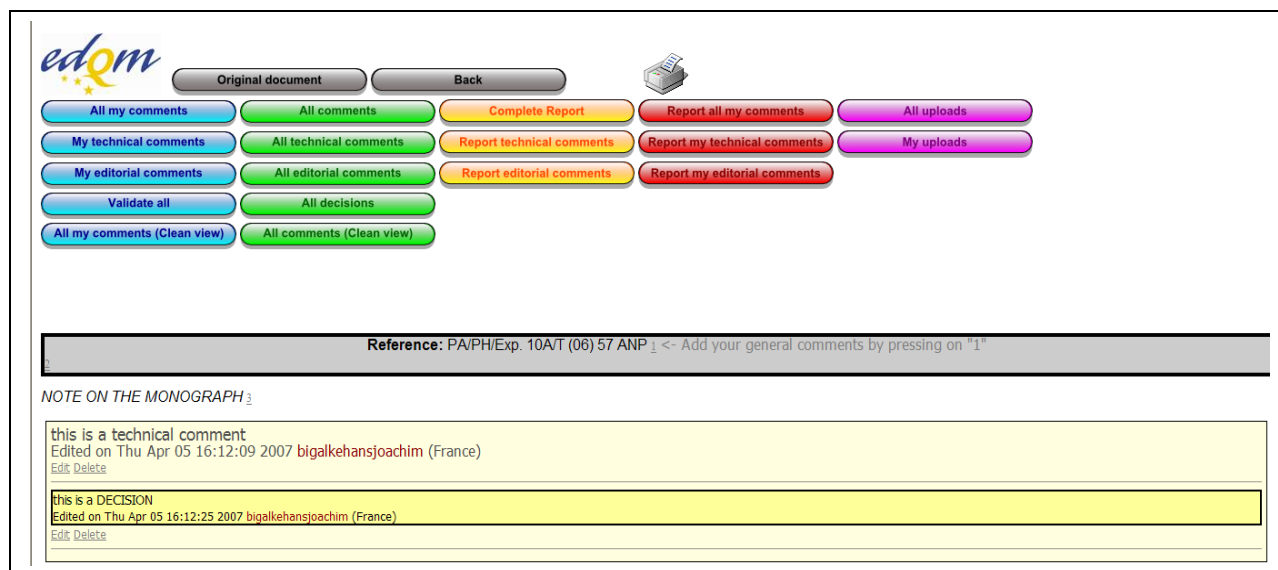 edQm
Original document Back
All my comments All comments Complete Report Report all my comments All uploads
My technical comments All technical comments Report technical comments Report my technical comments My uploads
My editorial comments All editorial comments Report editorial comments Report my editorial comments
Validate all All decisions
All my comments (Clean view) All comments (Clean view)
Reference: PA/PH/Exp. 10A/T (06) 57 ANP 1 <- Add your general comments by pressing on "1"
2
NOTE ON THE MONOGRAPH 3
this is a technical comment
Edited on Thu Apr 05 16:12:09 2007 bigalkehansjoachim (France)
Edit Delete
this is a DECISION
Edited on Thu Apr 05 16:12:25 2007 bigalkehansjoachim (France)
Edit Delete